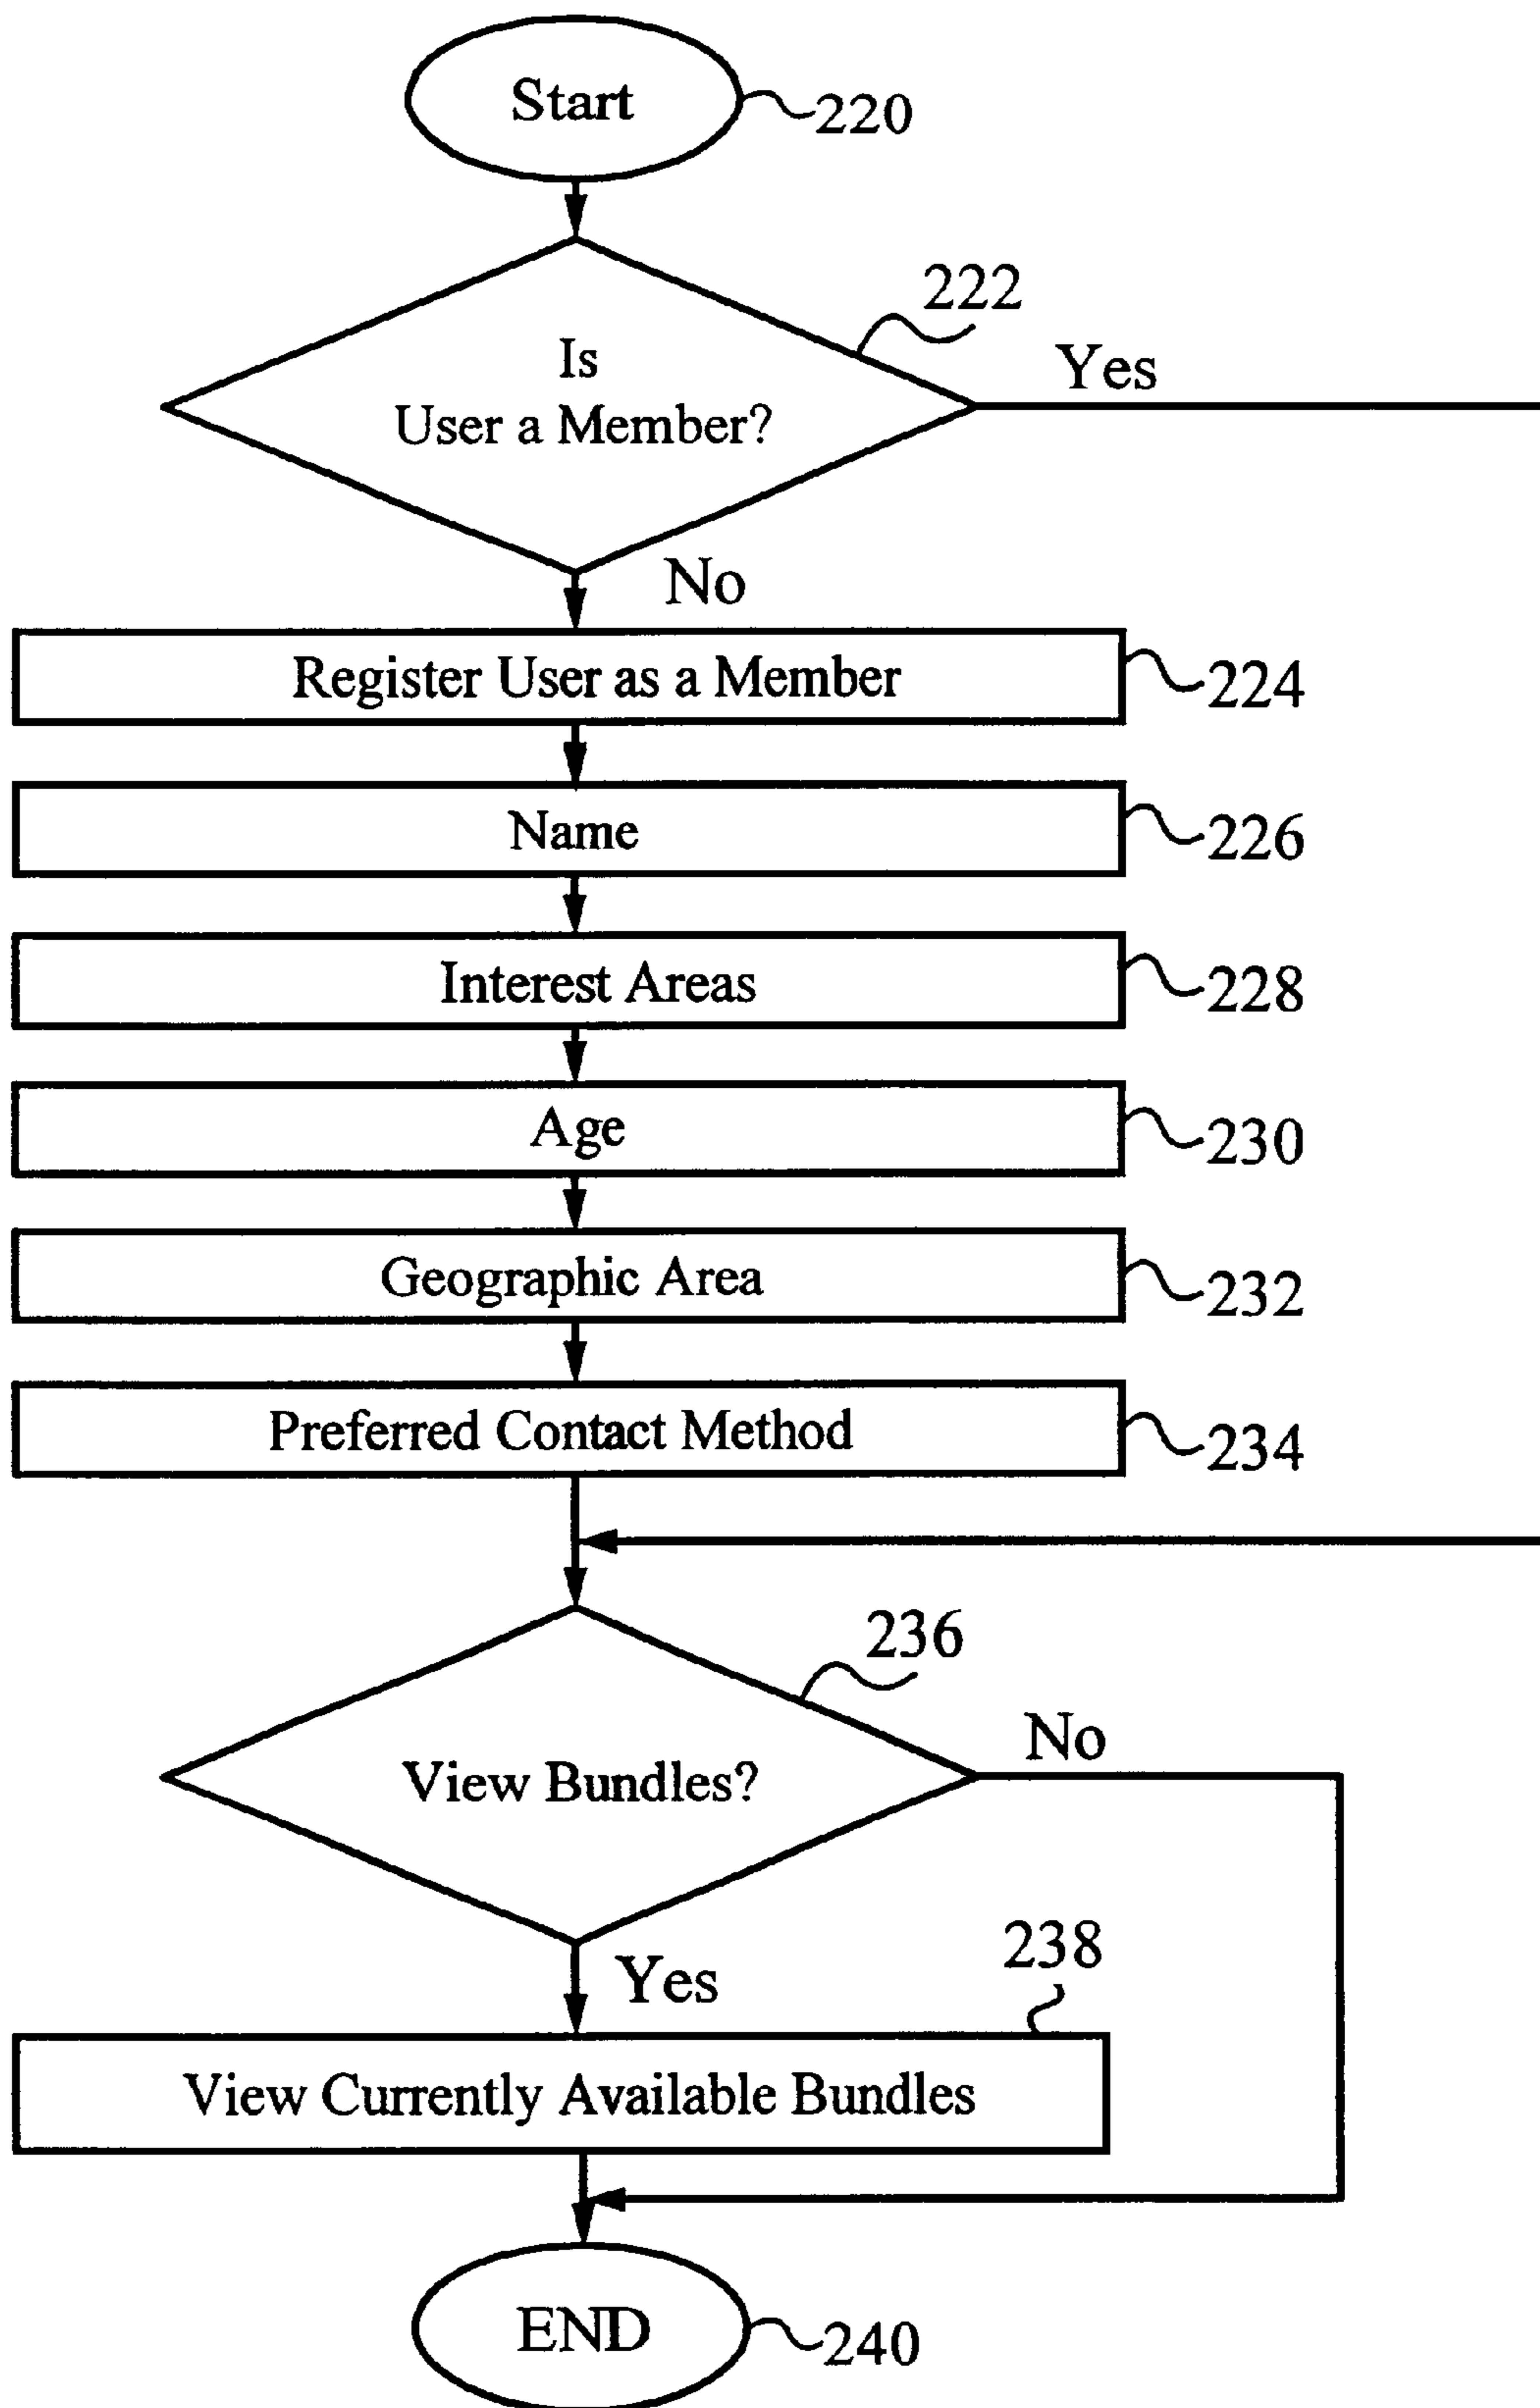 Start
220
222
Is
User a Member?
Yes
No
Register User as a Member
224
Name
226
Interest Areas
228
Age
230
Geographic Area
232
Preferred Contact Method
234
236
View Bundles?
No
Yes
238
View Currently Available Bundles
END
240